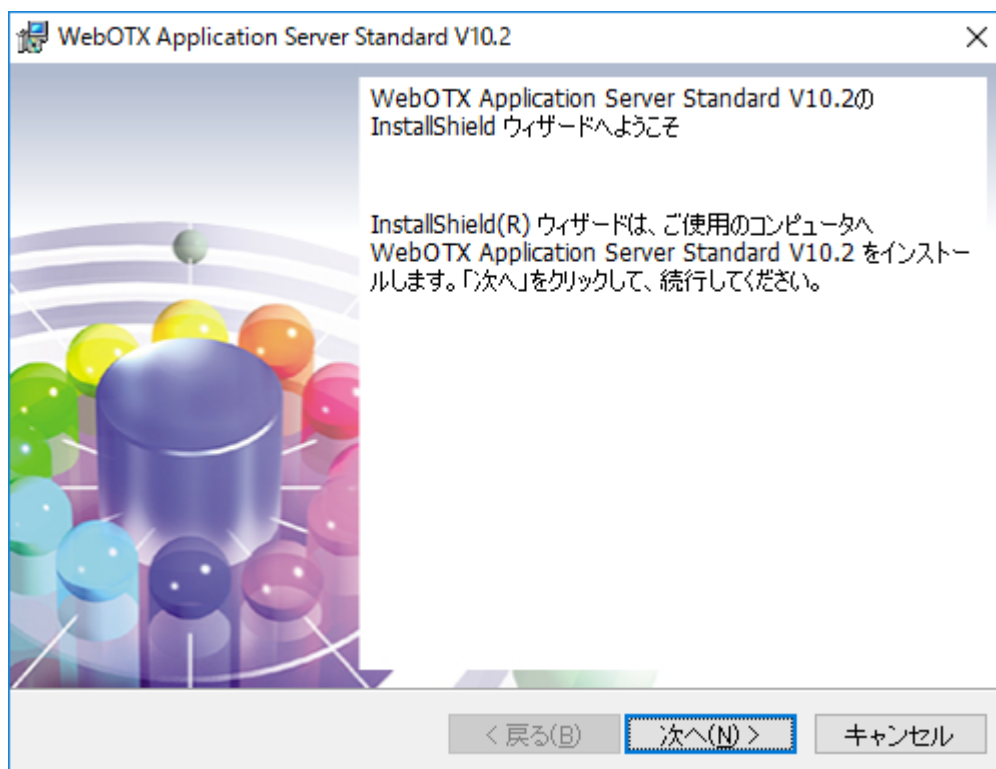 WebOTX Application Server Standard V10.2
WebOTX Application Server Standard V10.2の
InstallShield ウィザードへようこそ
InstallShield(R) ウィザードは、ご使用のコンピュータへ
WebOTX Application Server Standard V10.2 をインストー
ルします。「次へ」をクリックして、続行してください。
< 戻る(B) 次へ(N) > キャンセル